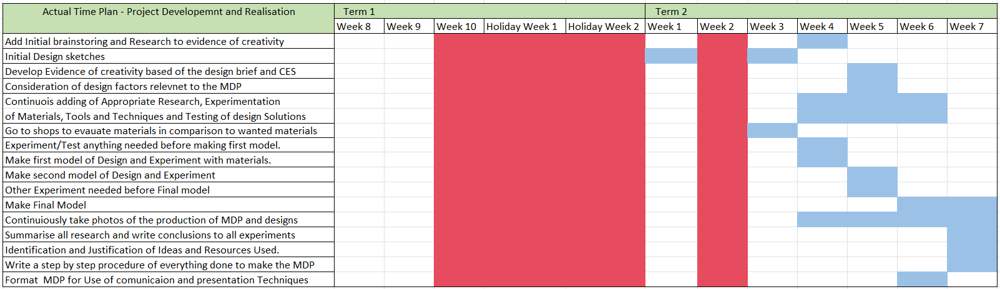 Actual Time Plan - Project Developemnt and Realisation
Term 1
Term 2
Week 8
Week 9
Week 10
Holiday Week 1
Holiday Week 2
Week 1
Week 2
Week 3
Week 4
Week 5
Week 6
Week 7
Add Initial brainstoring and Research to evidence of creativity
Initial Design sketches
Develop Evidence of creativity based of the design brief and CES
Consideration of design factors relevnet to the MDP
Continuois adding of Appropriate Research, Experimentation
of Materials, Tools and Techniques and Testing of design Solutions
Go to shops to evauate materials in comparison to wanted materials
Experiment/Test anything needed before making first model.
Make first model of Design and Experiment with materials.
Make second model of Design and Experiment
Other Experiment needed before Final model
Make Final Model
Continuiously take photos of the production of MDP and designs
Summarise all research and write conclusions to all experiments
Identification and Justification of Ideas and Resources Used.
Write a step by step procedure of everything done to make the MDP
Format  MDP for Use of comunicaion and presentation Techniques